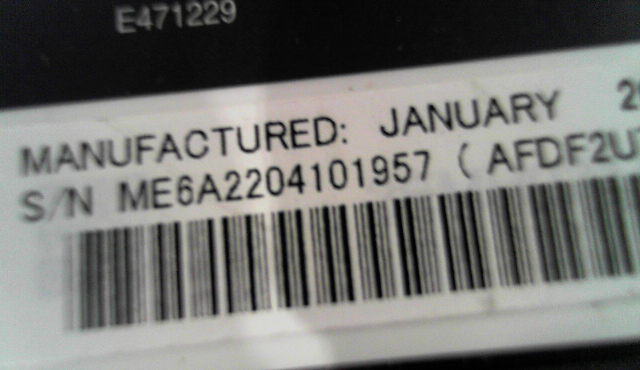 E471229
MANUFACTURED: JANUARY
S/N ME6A2204101957 ( AFDF2U